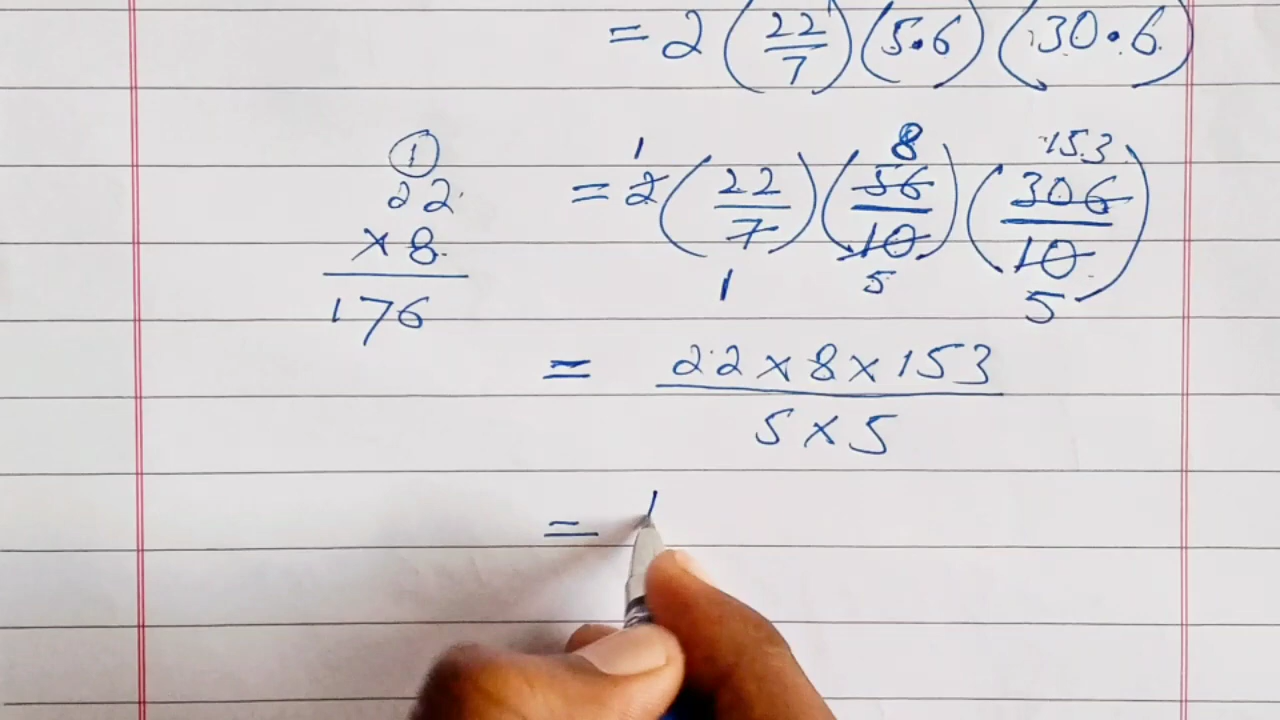 = 2 (22/7) (5.6) (30.6)
1 8 153
= 2 (22/7) (56/10) (306/10)
1 5 5
1
22
×8
176
= 22 × 8 × 153
5 × 5
= 1